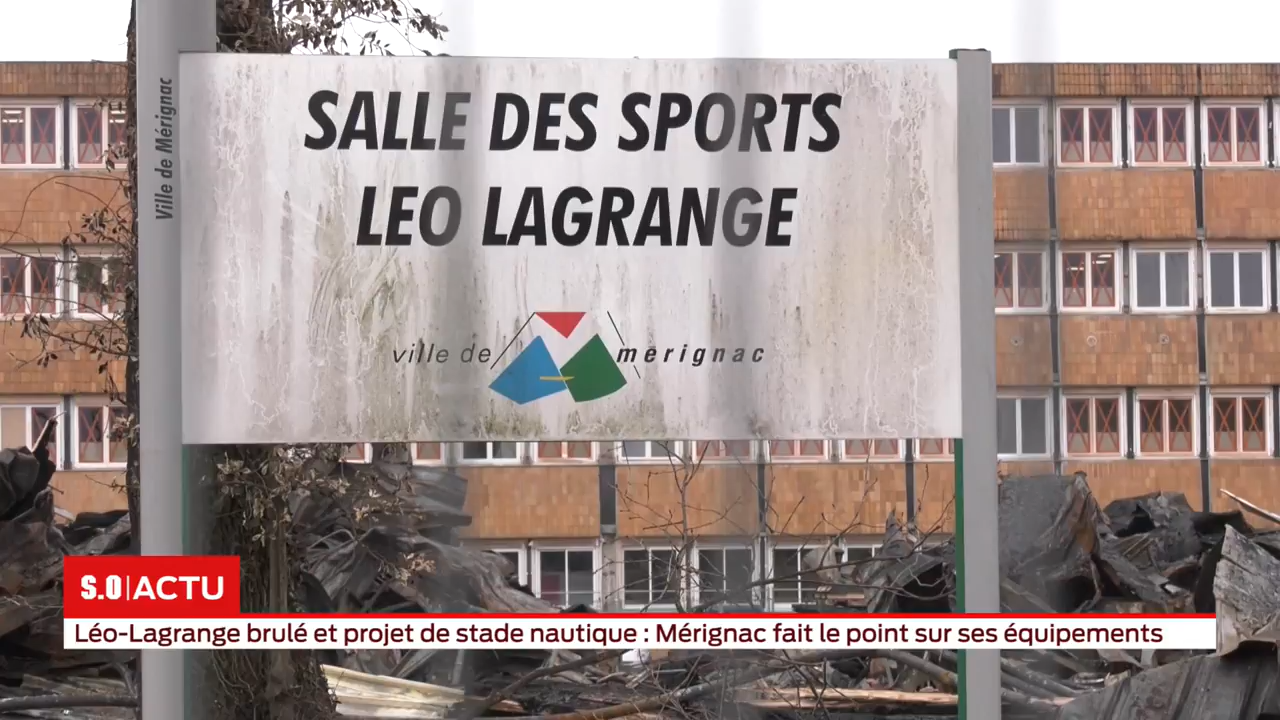 Ville de Mérignac
SALLE DES SPORTS
LEO LAGRANGE
ville de mérignac
S.O|ACTU
Léo-Lagrange brulé et projet de stade nautique : Mérignac fait le point sur ses équipements